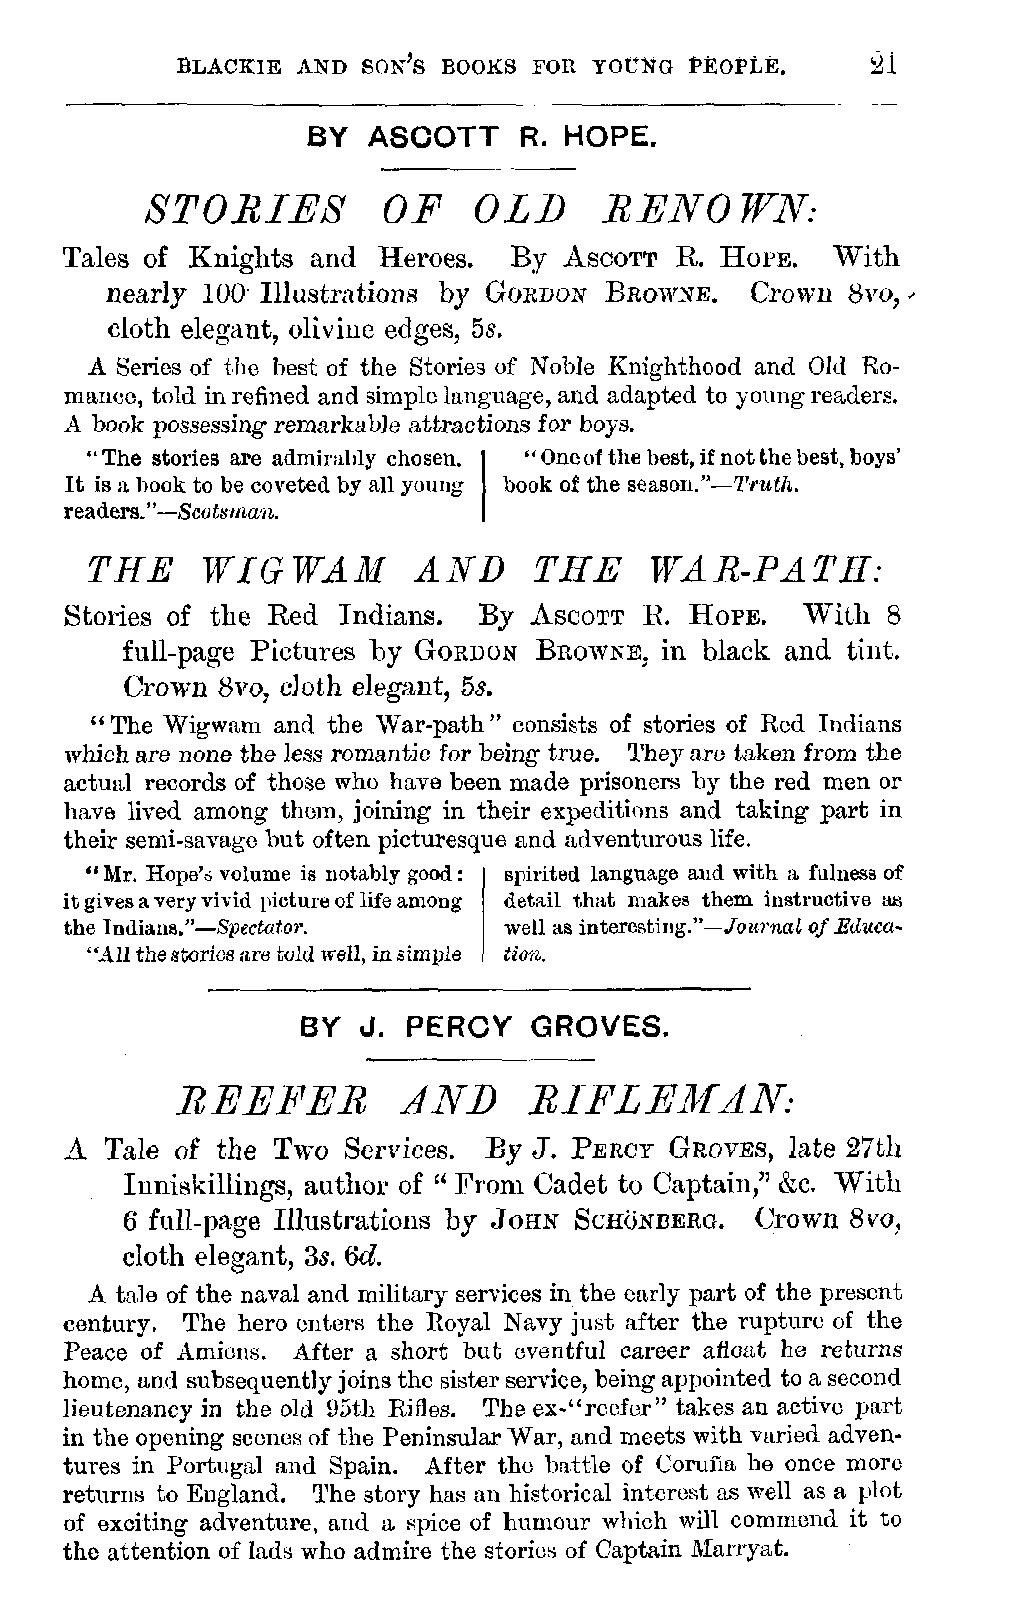 BLACKIE AND SON'S BOOKS FOR YOUNG PEOPLE. 21
BY ASCOTT R. HOPE.
STORIES OF OLD RENOWN:
Tales of Knights and Heroes. By ASCOTT R. HOPE. With
nearly 100 Illustrations by GORDON BROWNE. Crown 8vo,
cloth elegant, olivine edges, 5s.
A Series of the best of the Stories of Noble Knighthood and Old Ro-
mance, told in refined and simple language, and adapted to young readers.
A book possessing remarkable attractions for boys.
"The stories are admirably chosen.
It is a book to be coveted by all young
readers."—Scotsman.
"One of the best, if not the best, boys'
book of the season."—Truth.
THE WIGWAM AND THE WAR-PATH:
Stories of the Red Indians. By ASCOTT R. HOPE. With 8
full-page Pictures by GORDON BROWNE, in black and tint.
Crown 8vo, cloth elegant, 5s.
"The Wigwam and the War-path" consists of stories of Red Indians
which are none the less romantic for being true. They are taken from the
actual records of those who have been made prisoners by the red men or
have lived among them, joining in their expeditions and taking part in
their semi-savage but often picturesque and adventurous life.
"Mr. Hope's volume is notably good:
it gives a very vivid picture of life among
the Indians."—Spectator.
"All the stories are told well, in simple
spirited language and with a fulness of
detail that makes them instructive as
well as interesting."—Journal of Educa-
tion.
BY J. PERCY GROVES.
REEFER AND RIFLEMAN:
A Tale of the Two Services. By J. PERCY GROVES, late 27th
Inniskillings, author of "From Cadet to Captain," &c. With
6 full-page Illustrations by JOHN SCHÖNBERG. Crown 8vo,
cloth elegant, 3s. 6d.
A tale of the naval and military services in the early part of the present
century. The hero enters the Royal Navy just after the rupture of the
Peace of Amiens. After a short but eventful career afloat he returns
home, and subsequently joins the sister service, being appointed to a second
lieutenancy in the old 95th Rifles. The ex-"reefer" takes an active part
in the opening scenes of the Peninsular War, and meets with varied adven-
tures in Portugal and Spain. After the battle of Coruña he once more
returns to England. The story has an historical interest as well as a plot
of exciting adventure, and a spice of humour which will commend it to
the attention of lads who admire the stories of Captain Marryat.